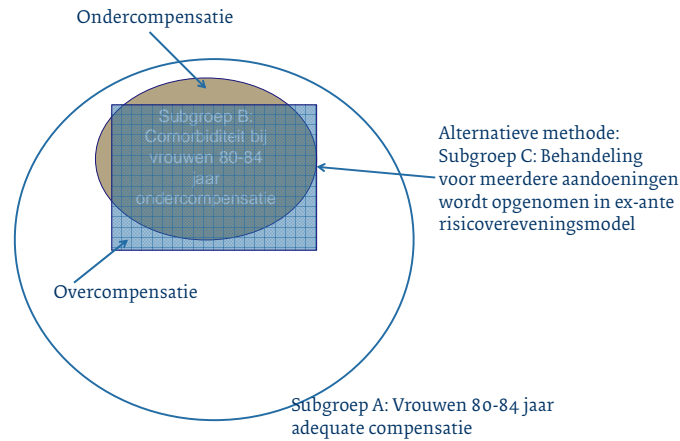 Ondercompensatie
Subgroep B:
Comorbiditeit bij
vrouwen 80-84
jaar
ondercompensatie
Alternatieve methode:
Subgroep C: Behandeling
voor meerdere aandoeningen
wordt opgenomen in ex-ante
risicovereveningsmodel
Overcompensatie
Subgroep A: Vrouwen 80-84 jaar
adequate compensatie